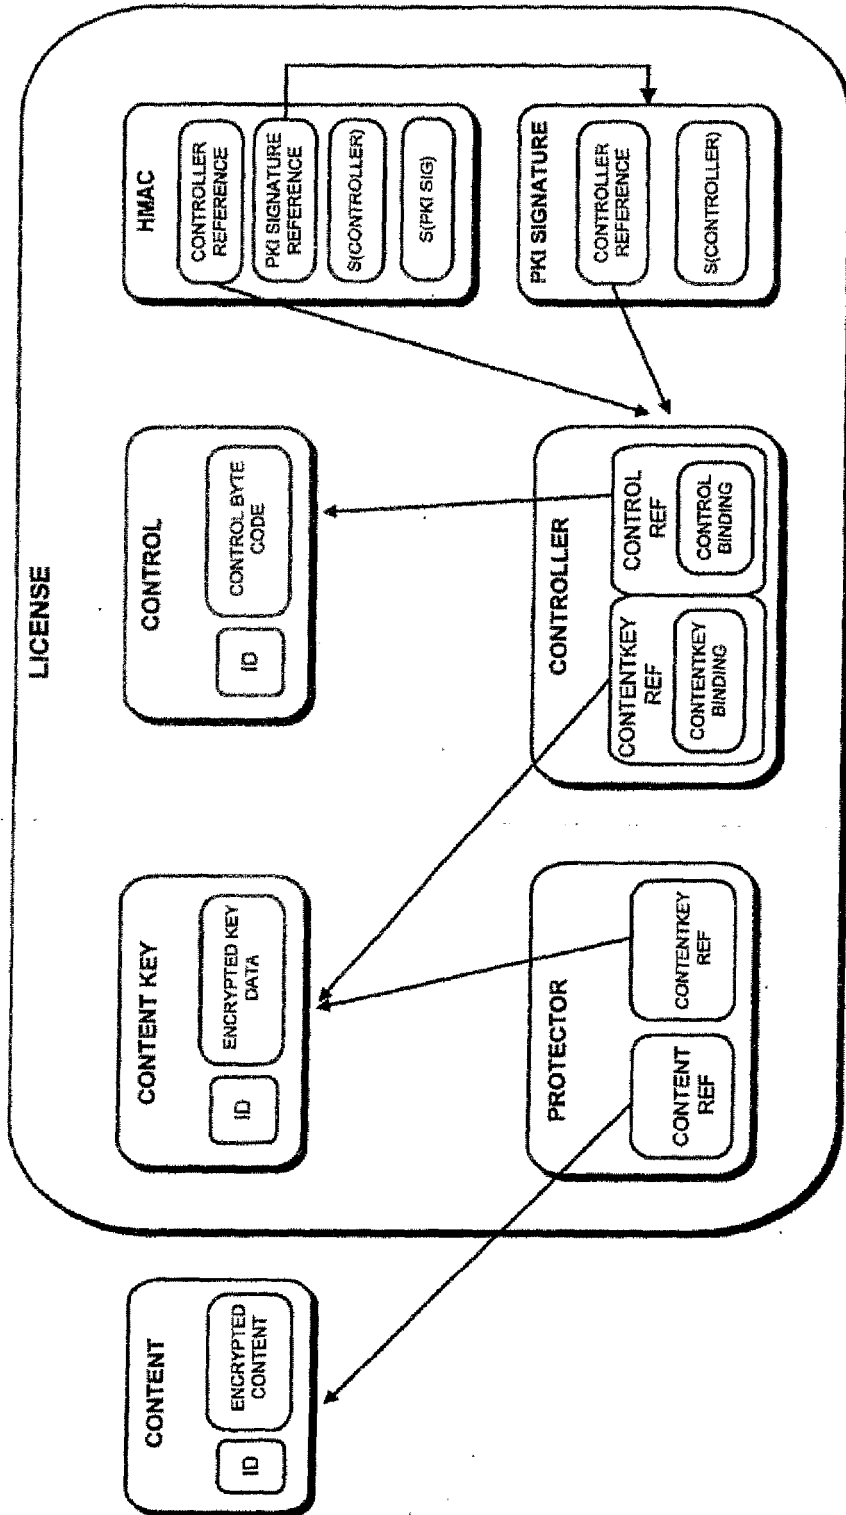 LICENSE
CONTENT
ID
ENCRYPTED
CONTENT
CONTENT KEY
ID
ENCRYPTED KEY
DATA
CONTROL
ID
CONTROL BYTE
CODE
HMAC
CONTROLLER
REFERENCE
PKI SIGNATURE
REFERENCE
S(CONTROLLER)
S(PKI SIG)
PROTECTOR
CONTENT
REF
CONTENTKEY
REF
CONTROLLER
CONTENTKEY
REF
CONTENTKEY
BINDING
CONTROL
REF
CONTROL
BINDING
PKI SIGNATURE
CONTROLLER
REFERENCE
S(CONTROLLER)